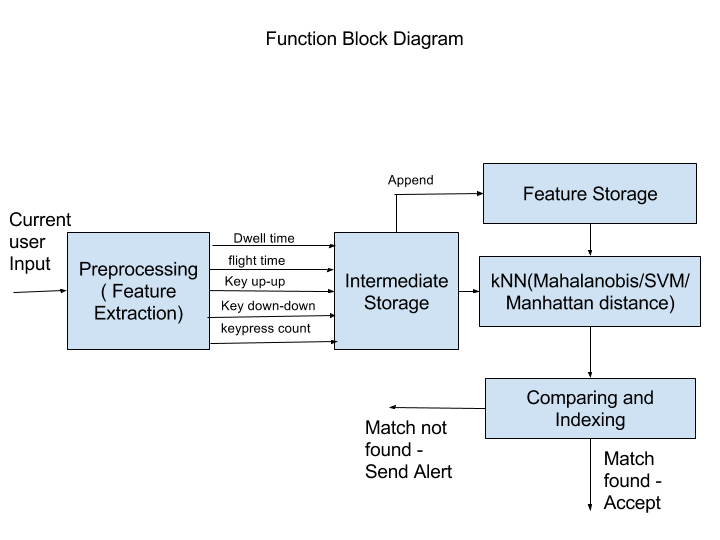 Function Block Diagram
Append
Feature Storage
Current
user
Input
Preprocessing
( Feature
Extraction)
Dwell time
flight time
Key up-up
Key down-down
keypress count
Intermediate
Storage
kNN(Mahalanobis/SVM/
Manhattan distance)
Comparing and
Indexing
Match not
found -
Send Alert
Match
found -
Accept